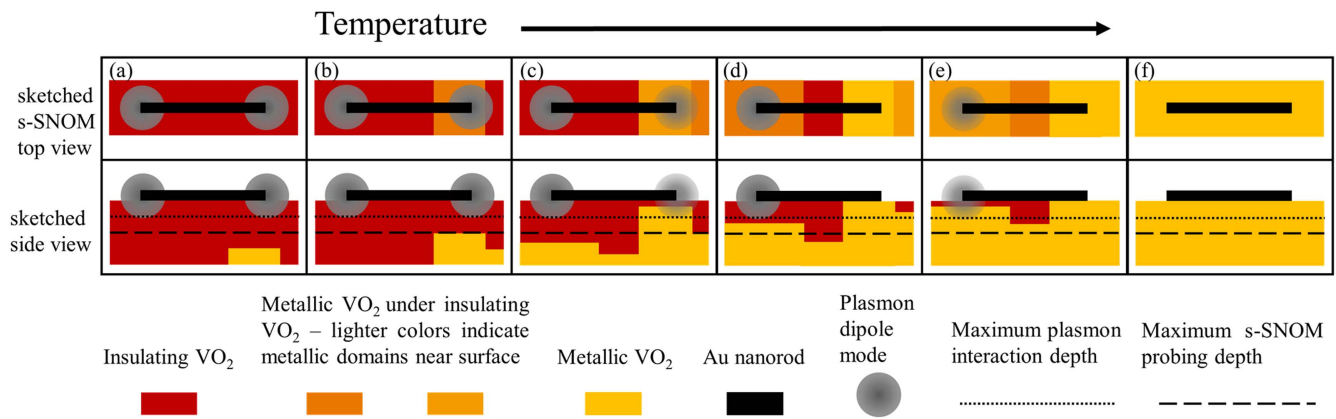 Temperature
(a) (b) (c) (d) (e) (f)
sketched
s-SNOM
top view
sketched
side view
Insulating VO₂
Metallic VO₂ under insulating
VO₂ – lighter colors indicate
metallic domains near surface
Metallic VO₂
Au nanorod
Plasmon
dipole
mode
Maximum plasmon
interaction depth
Maximum s-SNOM
probing depth